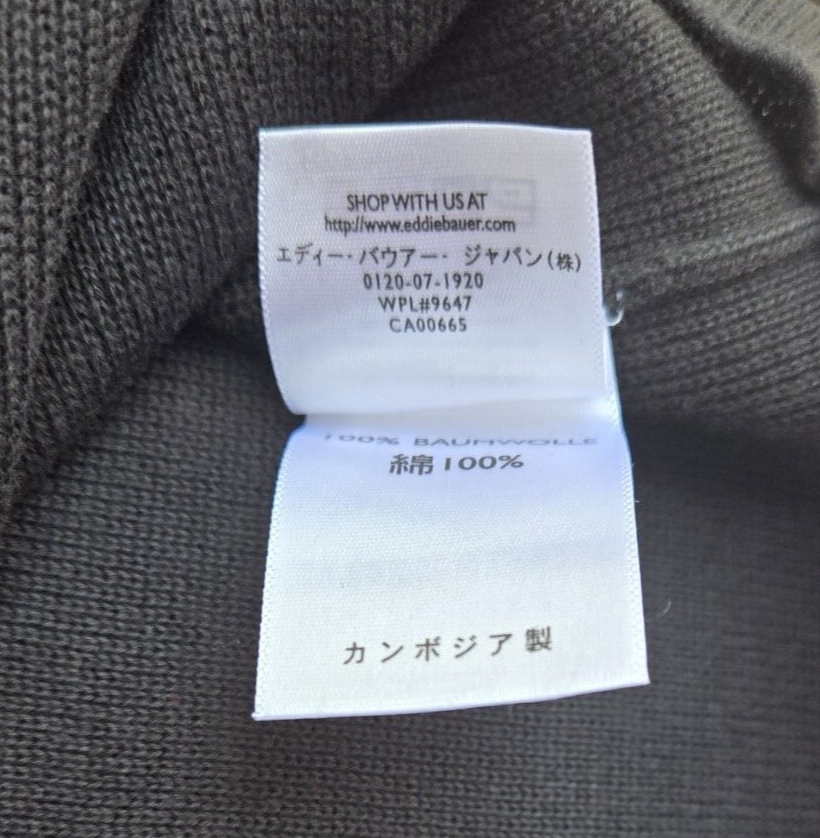 SHOP WITH US AT
http://www.eddiebauer.com
エディー・バウアー・ジャパン(株)
0120-07-1920
WPL#9647
CA00665
100% BAUMWOLLE
綿100%
カンボジア製